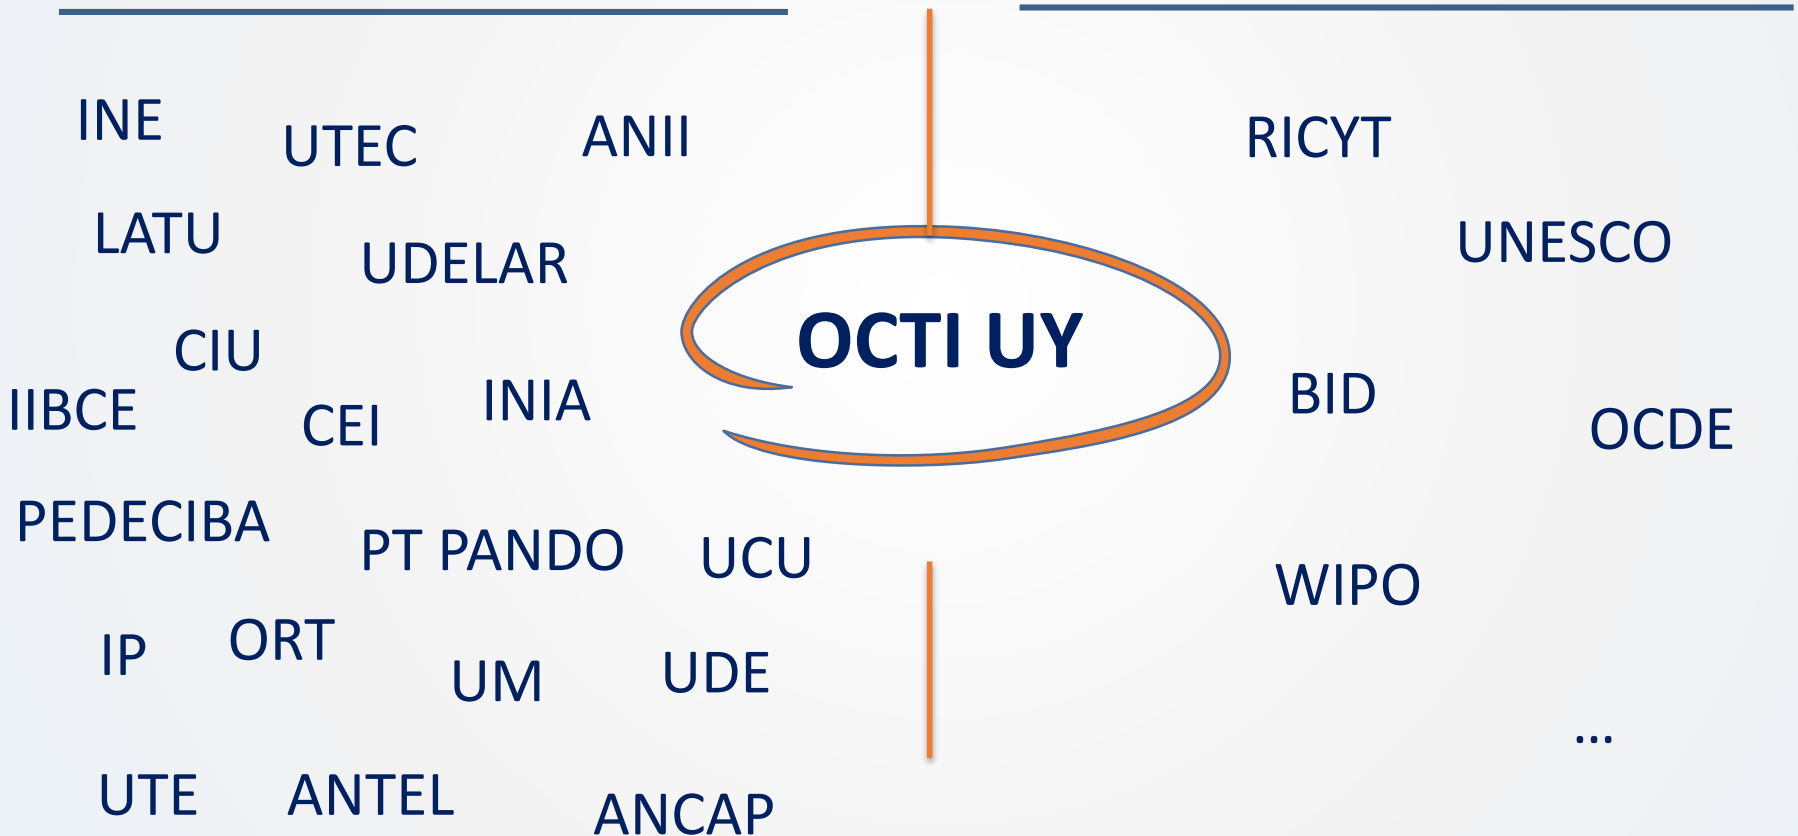 INE
UTEC
ANII
LATU
UDELAR
CIU
IIBCE
CEI
INIA
PEDECIBA
PT PANDO
UCU
IP
ORT
UM
UDE
UTE
ANTEL
ANCAP
OCTI UY
RICYT
UNESCO
BID
OCDE
WIPO
...